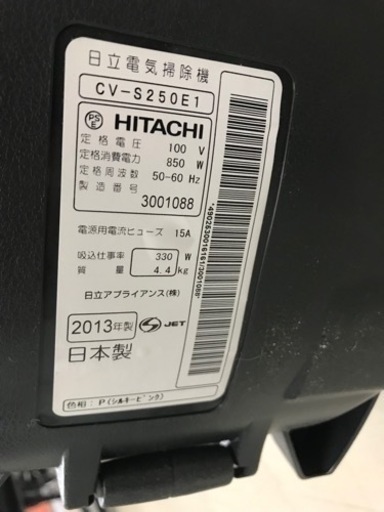 日立電気掃除機
CV-S250E1
PS E HITACHI
定格電圧 100 V
定格消費電力 850 W
定格周波数 50-60 Hz
製造番号 3001088
電源用電流ヒューズ 15A
吸込仕事率 330 W
質量 4.4 kg
日立アプライアンス(株)
2013年製 S JET
日本製
色相:P(シルキーピンク)
*4902530016161/3001088*